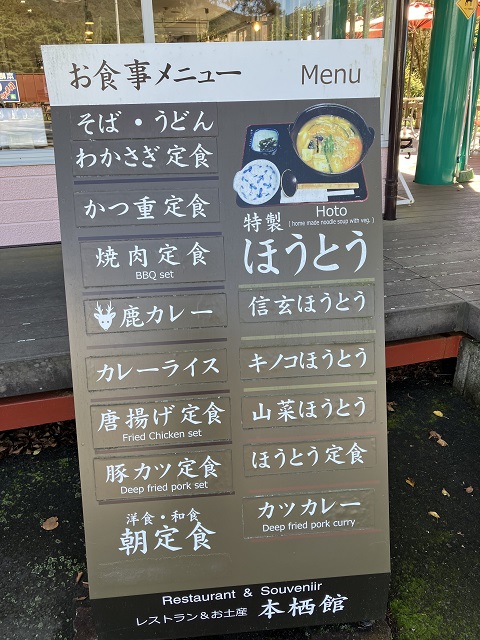 お食事メニュー Menu
そば・うどん
わかさぎ定食
かつ重定食
焼肉定食
BBQ set
鹿カレー
カレーライス
唐揚げ定食
Fried Chicken set
豚カツ定食
Deep fried pork set
洋食・和食
朝定食
Hoto
[ home made noodle soup with veg. ]
特製
ほうとう
信玄ほうとう
キノコほうとう
山菜ほうとう
ほうとう定食
カツカレー
Deep fried pork curry
Restaurant & Souveniir
レストラン&お土産 本栖館